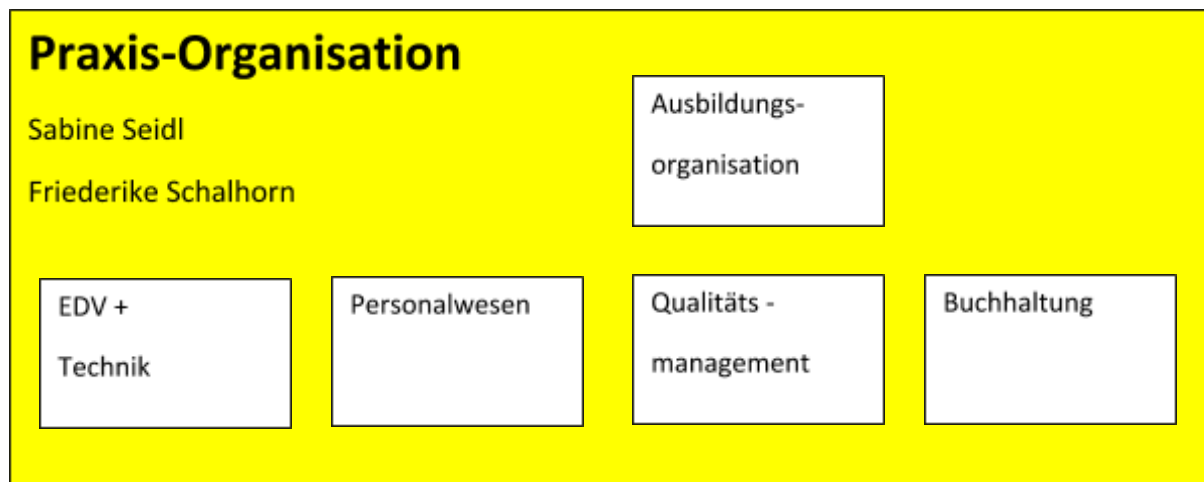 Praxis-Organisation
Sabine Seidl
Friederike Schalhorn
Ausbildungs-
organisation
EDV +
Technik
Personalwesen
Qualitäts -
management
Buchhaltung